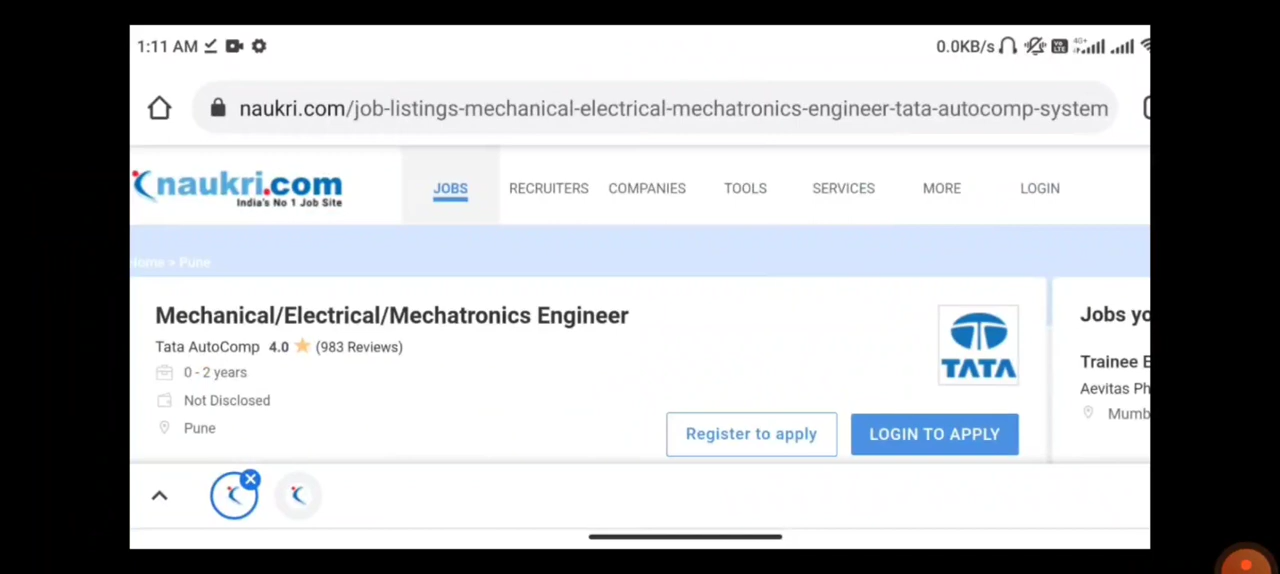 1:11 AM
0.0KB/s
naukri.com/job-listings-mechanical-electrical-mechatronics-engineer-tata-autocomp-system
naukri.com
India's No 1 Job Site
JOBS RECRUITERS COMPANIES TOOLS SERVICES MORE LOGIN
Home > Pune
Mechanical/Electrical/Mechatronics Engineer
Tata AutoComp 4.0 (983 Reviews)
0 - 2 years
Not Disclosed
Pune
TATA
Register to apply
LOGIN TO APPLY
Jobs yo
Trainee E
Aevitas Ph
Mumb